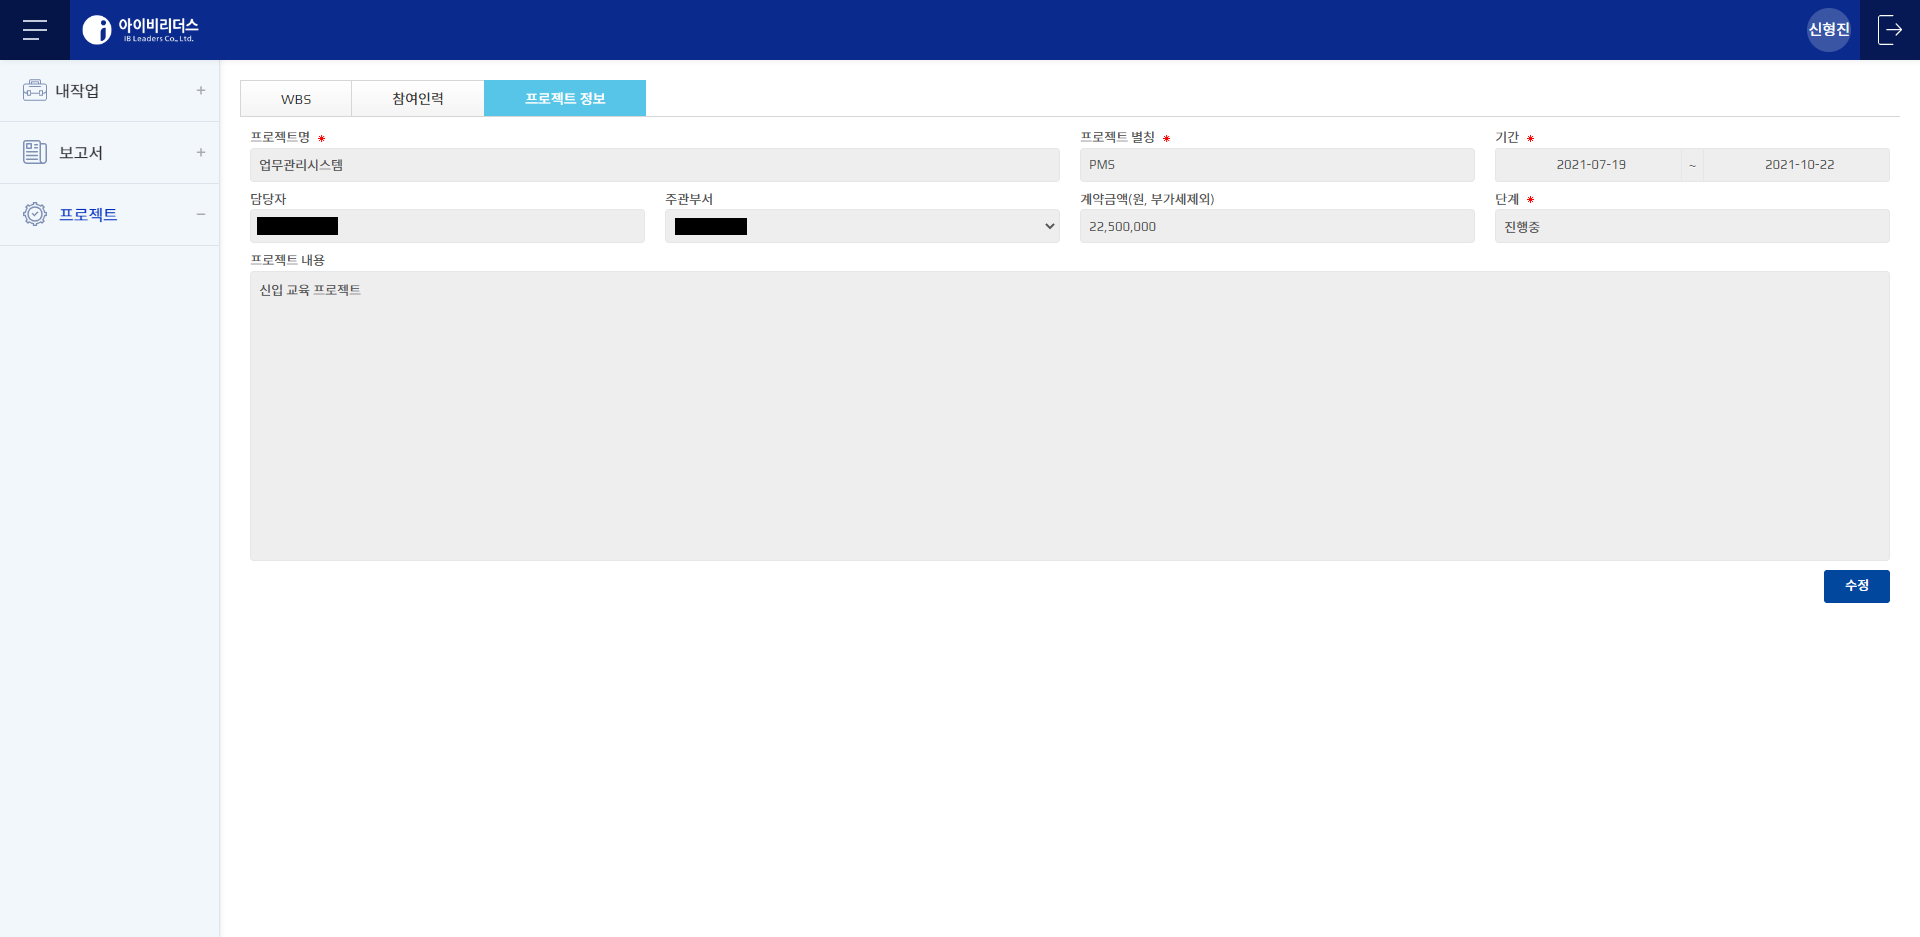 아이비리더스
IB Leaders Co., Ltd.
신형진
내작업 +
보고서 +
프로젝트 −
WBS 참여인력 프로젝트 정보
프로젝트명 * 프로젝트 별칭 * 기간 *
업무관리시스템 PMS 2021-07-19 ~ 2021-10-22
담당자 주관부서 계약금액(원, 부가세제외) 단계 *
22,500,000 진행중
프로젝트 내용
신입 교육 프로젝트
수정